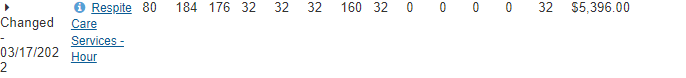 Respite 80 184 176 32 32 32 160 32 0 0 0 0 32 $5,396.00
Changed Care
- Services -
03/17/202 Hour
2